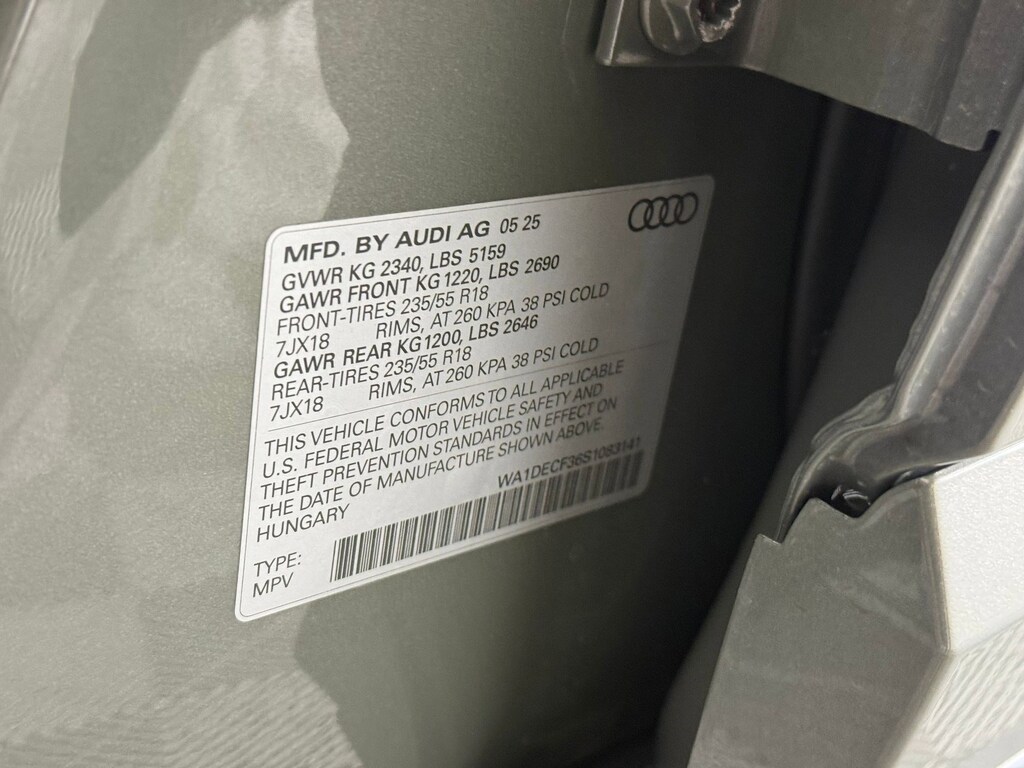 MFD. BY AUDI AG 05 25
GVWR KG 2340, LBS 5159
GAWR FRONT KG 1220, LBS 2690
FRONT-TIRES 235/55 R18
7JX18 RIMS, AT 260 KPA 38 PSI COLD
GAWR REAR KG 1200, LBS 2646
REAR-TIRES 235/55 R18
7JX18 RIMS, AT 260 KPA 38 PSI COLD
THIS VEHICLE CONFORMS TO ALL APPLICABLE
U.S. FEDERAL MOTOR VEHICLE SAFETY AND
THEFT PREVENTION STANDARDS IN EFFECT ON
THE DATE OF MANUFACTURE SHOWN ABOVE.
HUNGARY WA1DECF36S1083141
TYPE:
MPV